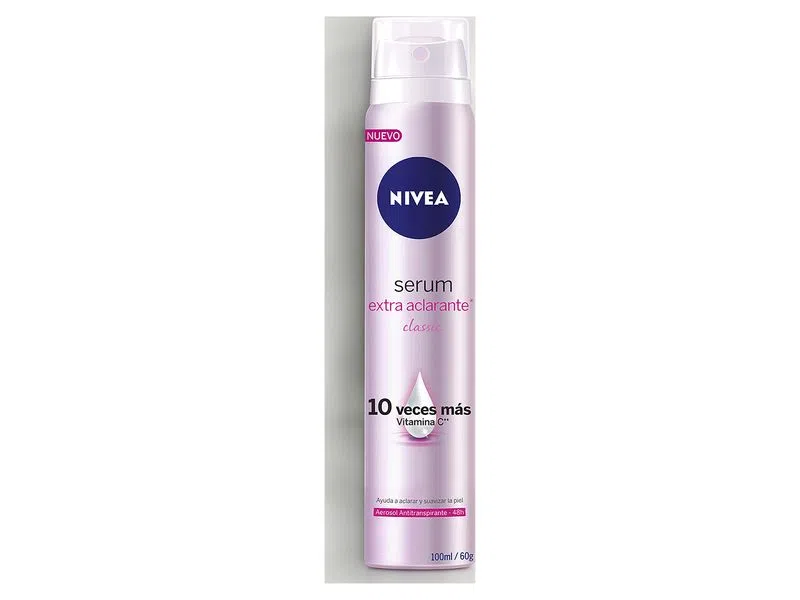 NUEVO
NIVEA
serum
extra aclarante*
classic
10 veces más
Vitamina C**
Ayuda a aclarar y suavizar la piel
Aerosol Antitranspirante - 48h
100ml / 60g